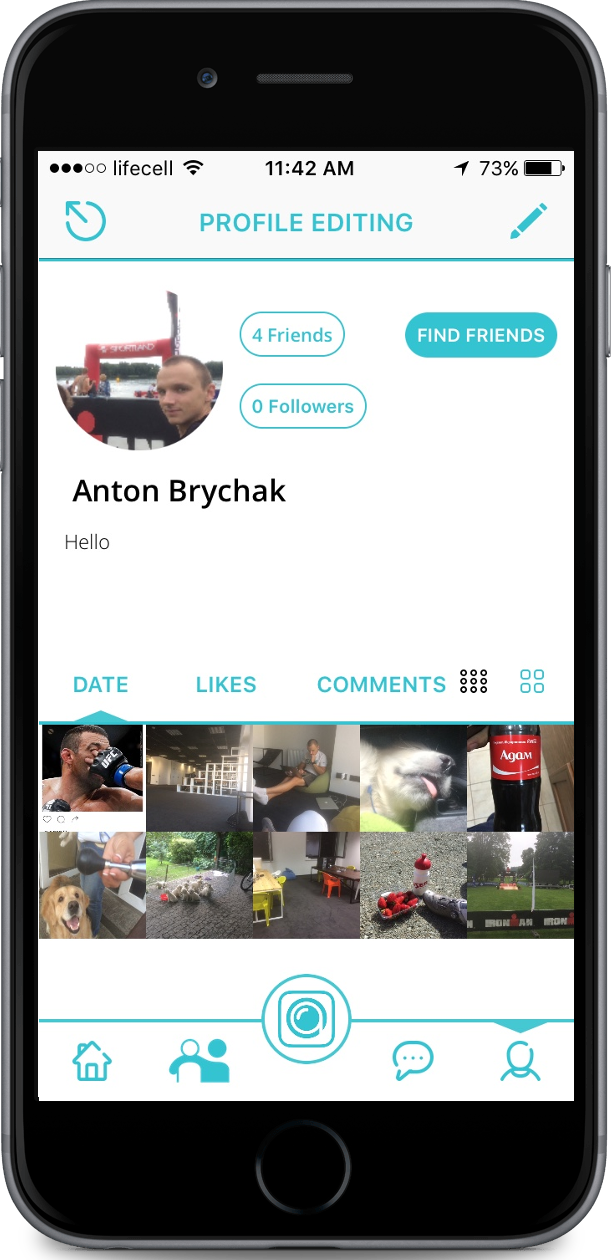 lifecell 11:42 AM 73%
PROFILE EDITING
4 Friends FIND FRIENDS
0 Followers
SPORTLAND
Anton Brychak
Hello
DATE LIKES COMMENTS
UFC
Адам